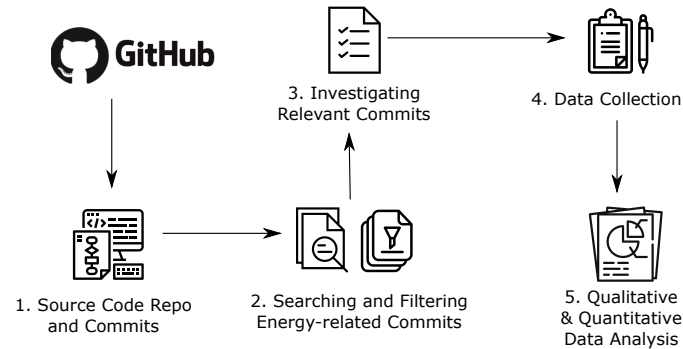 GitHub
1. Source Code Repo
and Commits
2. Searching and Filtering
Energy-related Commits
3. Investigating
Relevant Commits
4. Data Collection
5. Qualitative
& Quantitative
Data Analysis